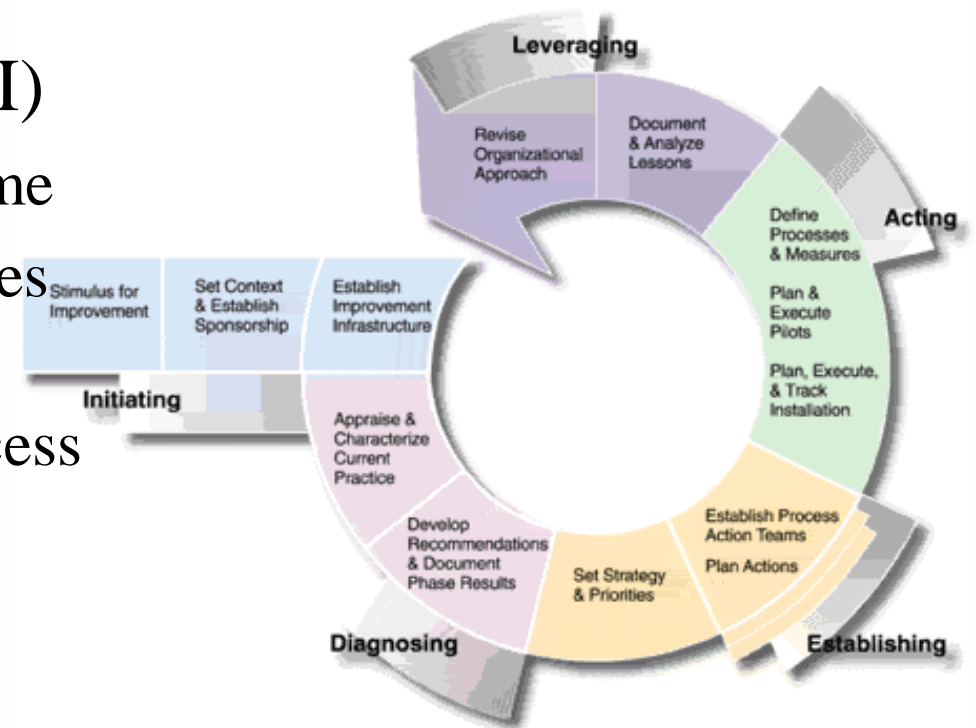 I)
me
es
cess
Leveraging
Revise
Organizational
Approach
Document
& Analyze
Lessons
Acting
Define
Processes
& Measures
Plan &
Execute
Pilots
Plan, Execute,
& Track
Installation
Stimulus for
Improvement
Set Context
& Establish
Sponsorship
Establish
Improvement
Infrastructure
Initiating
Appraise &
Characterize
Current
Practice
Develop
Recommendations
& Document
Phase Results
Diagnosing
Set Strategy
& Priorities
Establish Process
Action Teams
Plan Actions
Establishing